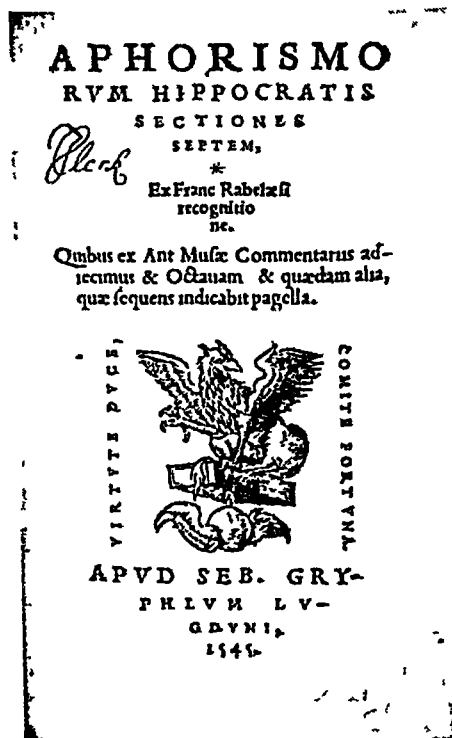 APHORISMO
RVM HIPPOCRATIS
SECTIONES
SEPTEM,
*
Ex Franc Rabelæsi
recognitio
ne.
Quibus ex Ant Musæ Commentariis ad-
iecimus & Octauam & quædam alia,
quæ sequens indicabit pagella.
VIRTVTE DVCE,
COMITE FORTVNA.
APVD SEB. GRY-
PHIVM LV-
GDVNI,
1545.